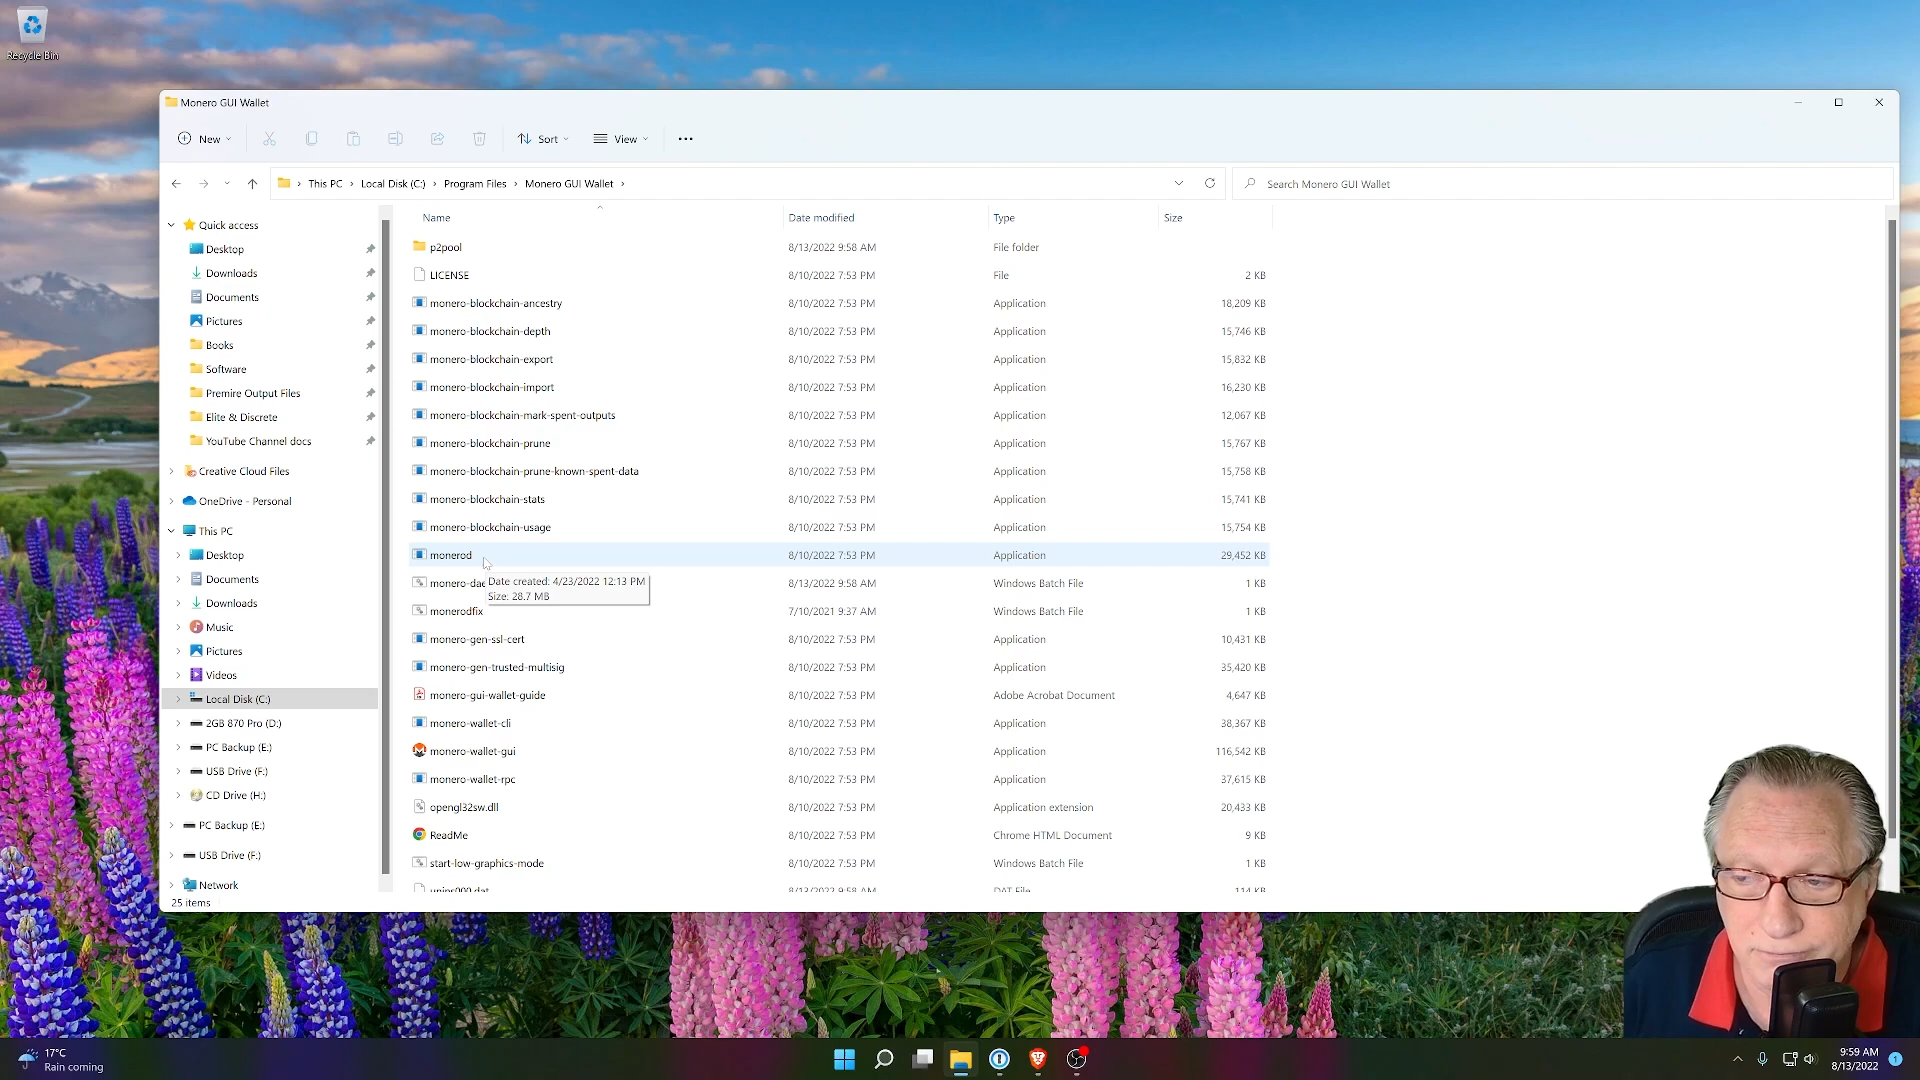 Recycle Bin
Monero GUI Wallet
New
Sort
View
This PC > Local Disk (C:) > Program Files > Monero GUI Wallet >
Search Monero GUI Wallet
Name Date modified Type Size
Quick access
Desktop
Downloads
Documents
Pictures
Books
Software
Premire Output Files
Elite & Discrete
YouTube Channel docs
Creative Cloud Files
OneDrive - Personal
This PC
Desktop
Documents
Downloads
Music
Pictures
Videos
Local Disk (C:)
2GB 870 Pro (D:)
PC Backup (E:)
USB Drive (F:)
CD Drive (H:)
PC Backup (E:)
USB Drive (F:)
Network
p2pool 8/13/2022 9:58 AM File folder
LICENSE 8/10/2022 7:53 PM File 2 KB
monero-blockchain-ancestry 8/10/2022 7:53 PM Application 18,209 KB
monero-blockchain-depth 8/10/2022 7:53 PM Application 15,746 KB
monero-blockchain-export 8/10/2022 7:53 PM Application 15,832 KB
monero-blockchain-import 8/10/2022 7:53 PM Application 16,230 KB
monero-blockchain-mark-spent-outputs 8/10/2022 7:53 PM Application 12,067 KB
monero-blockchain-prune 8/10/2022 7:53 PM Application 15,767 KB
monero-blockchain-prune-known-spent-data 8/10/2022 7:53 PM Application 15,758 KB
monero-blockchain-stats 8/10/2022 7:53 PM Application 15,741 KB
monero-blockchain-usage 8/10/2022 7:53 PM Application 15,754 KB
monerod 8/10/2022 7:53 PM Application 29,452 KB
monero-dae 8/13/2022 9:58 AM Windows Batch File 1 KB
Date created: 4/23/2022 12:13 PM
Size: 28.7 MB
monerodfix 7/10/2021 9:37 AM Windows Batch File 1 KB
monero-gen-ssl-cert 8/10/2022 7:53 PM Application 10,431 KB
monero-gen-trusted-multisig 8/10/2022 7:53 PM Application 35,420 KB
monero-gui-wallet-guide 8/10/2022 7:53 PM Adobe Acrobat Document 4,647 KB
monero-wallet-cli 8/10/2022 7:53 PM Application 38,367 KB
monero-wallet-gui 8/10/2022 7:53 PM Application 116,542 KB
monero-wallet-rpc 8/10/2022 7:53 PM Application 37,615 KB
opengl32sw.dll 8/10/2022 7:53 PM Application extension 20,433 KB
ReadMe 8/10/2022 7:53 PM Chrome HTML Document 9 KB
start-low-graphics-mode 8/10/2022 7:53 PM Windows Batch File 1 KB
unins000.dat 8/13/2022 9:58 AM DAT File 114 KB
25 items
17°C
Rain coming
9:59 AM
8/13/2022
1